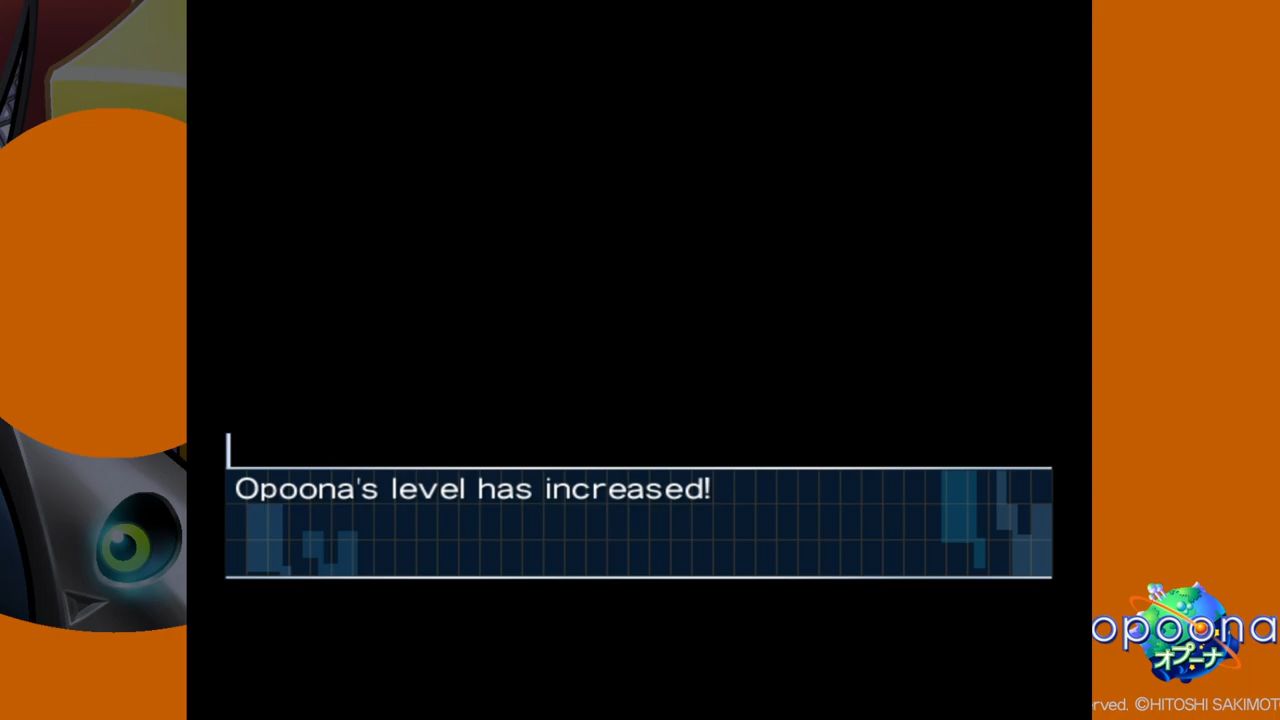 Opoona's level has increased!
opoona
オプーナ
rved. ©HITOSHI SAKIMOT